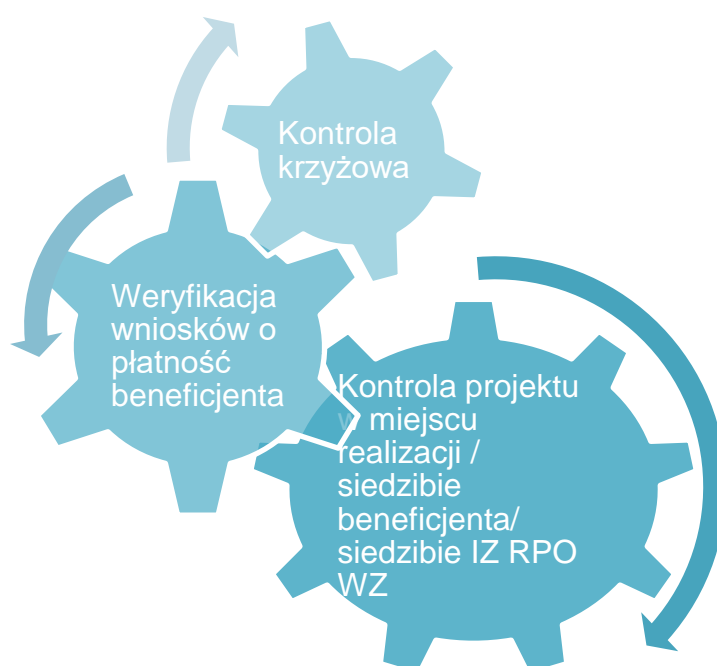 Kontrola
krzyżowa
Weryfikacja
wniosków o
płatność
beneficjenta
Kontrola projektu
w miejscu
realizacji /
siedzibie
beneficjenta/
siedzibie IZ RPO
WZ